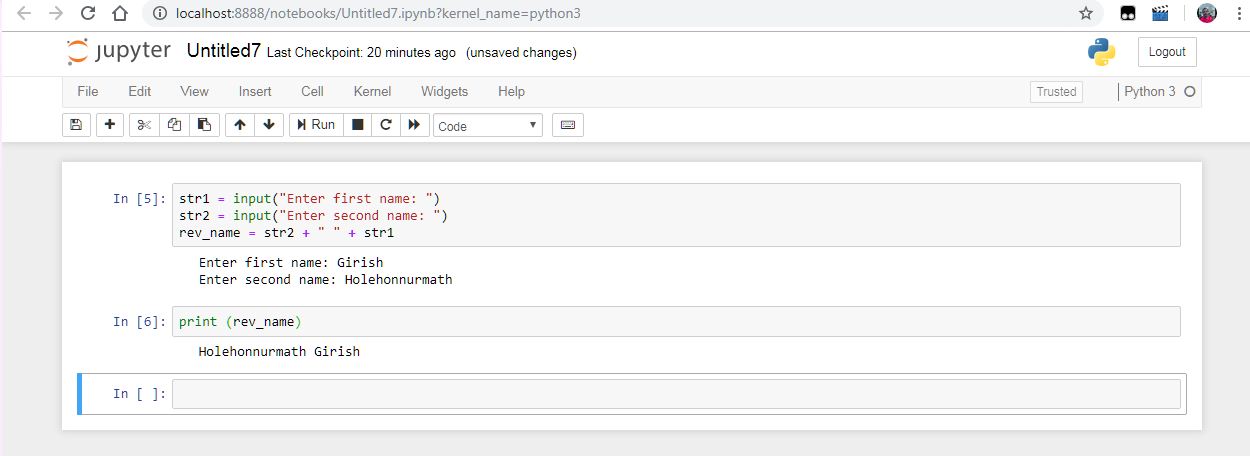 localhost:8888/notebooks/Untitled7.ipynb?kernel_name=python3
jupyter Untitled7 Last Checkpoint: 20 minutes ago (unsaved changes) Logout
File Edit View Insert Cell Kernel Widgets Help Trusted Python 3
Run Code
In [5]: str1 = input("Enter first name: ")
str2 = input("Enter second name: ")
rev_name = str2 + " " + str1
Enter first name: Girish
Enter second name: Holehonnurmath
In [6]: print (rev_name)
Holehonnurmath Girish
In [ ]: